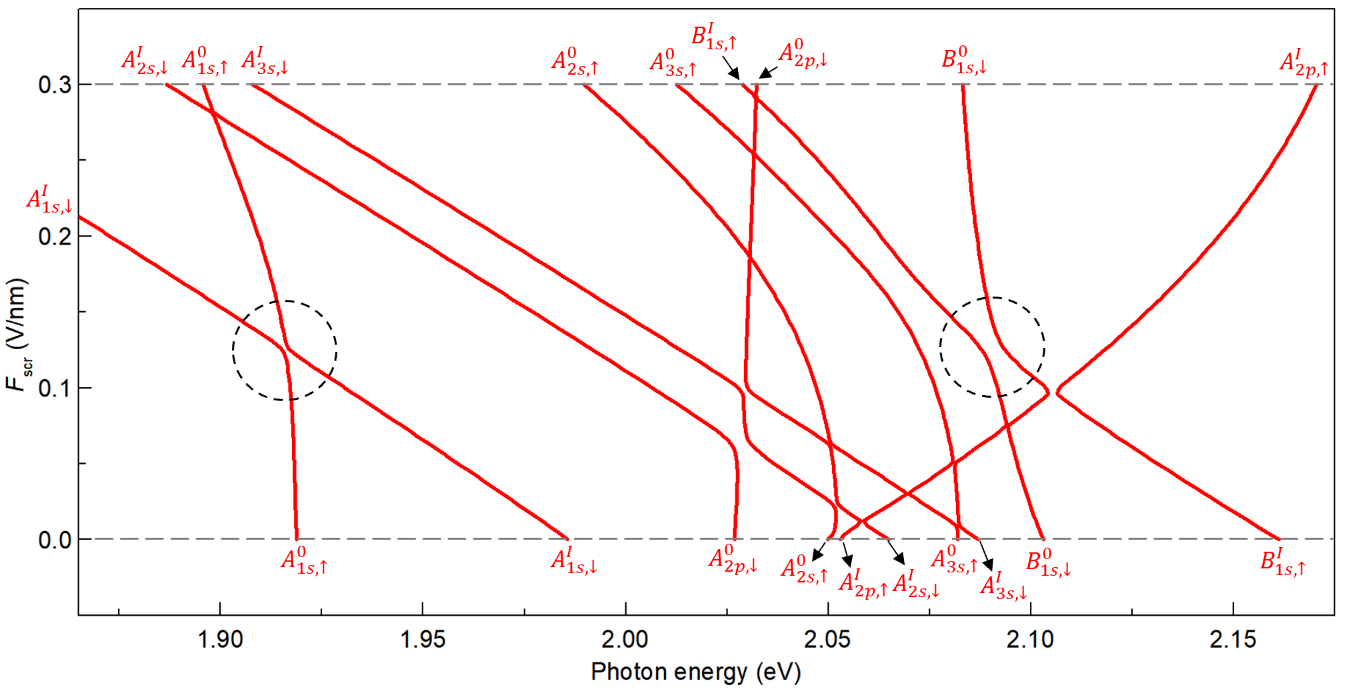 B^I_{1s,↑}
A^I_{2s,↓} A^0_{1s,↑} A^I_{3s,↓} A^0_{2s,↑} A^0_{3s,↑} A^0_{2p,↓} B^0_{1s,↓} A^I_{2p,↑}
0.3
A^I_{1s,↓}
0.2
F_scr (V/nm)
0.1
0.0
A^0_{1s,↑} A^I_{1s,↓} A^0_{2p,↓} A^0_{2s,↑} A^I_{2p,↑} A^I_{2s,↓} A^0_{3s,↑} A^I_{3s,↓} B^0_{1s,↓} B^I_{1s,↑}
1.90 1.95 2.00 2.05 2.10 2.15
Photon energy (eV)